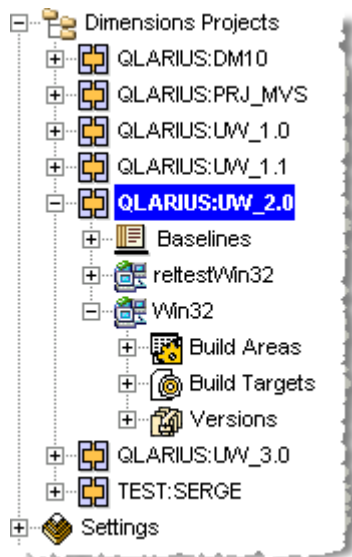 Dimensions Projects
QLARIUS:DM10
QLARIUS:PRJ_MVS
QLARIUS:UW_1.0
QLARIUS:UW_1.1
QLARIUS:UW_2.0
Baselines
rettestWin32
Win32
Build Areas
Build Targets
Versions
QLARIUS:UW_3.0
TEST:SERGE
Settings